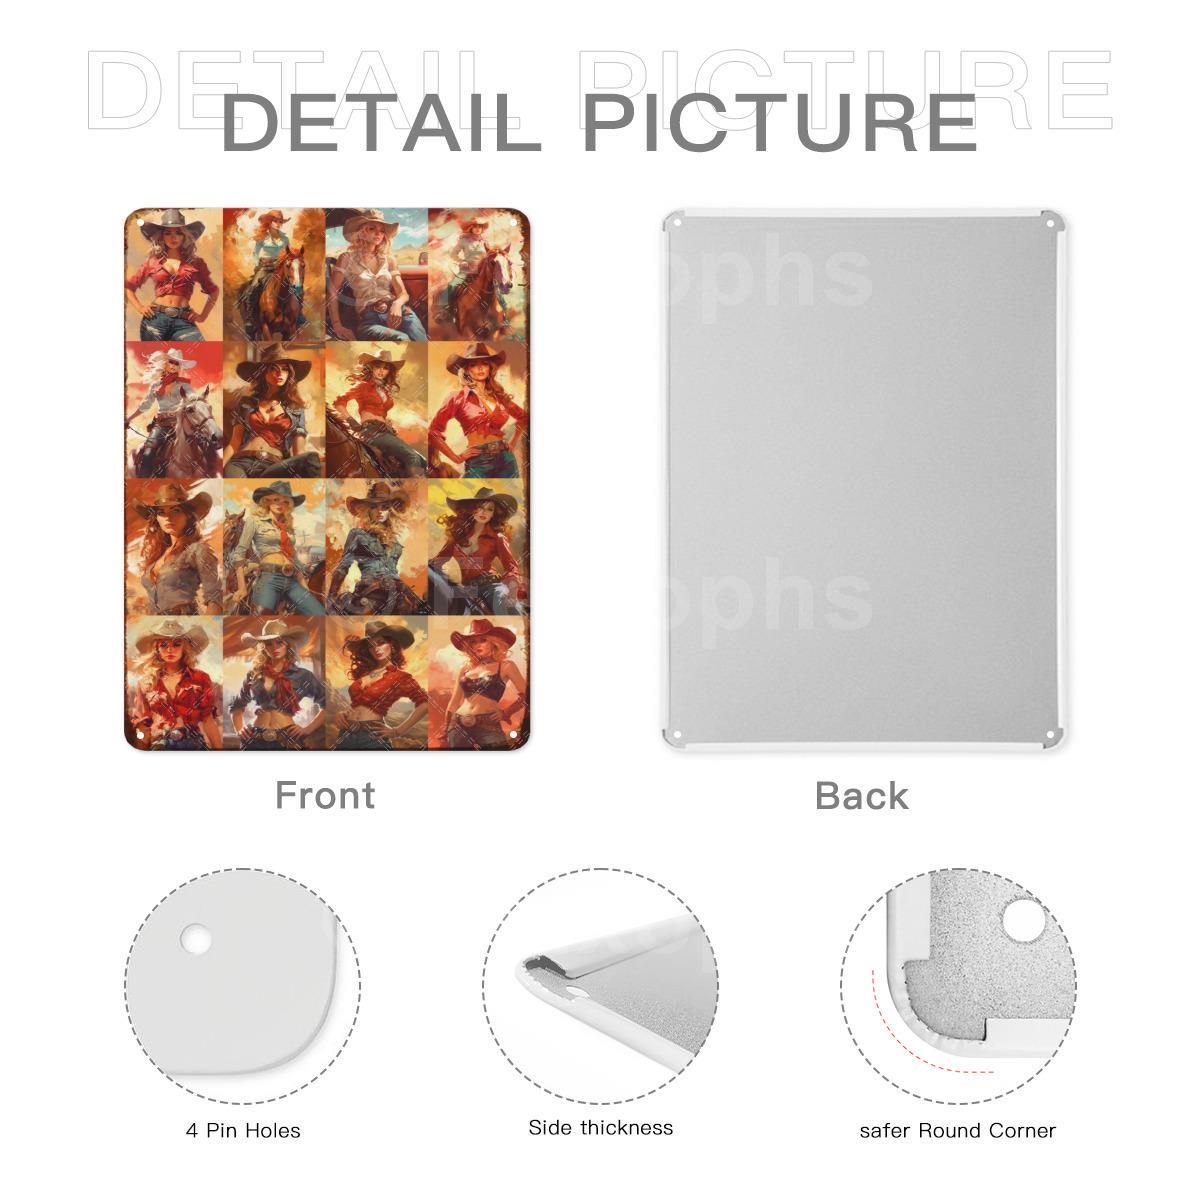 DETAIL PICTURE
DETAIL PICTURE
Front
Back
4 Pin Holes
Side thickness
safer Round Corner